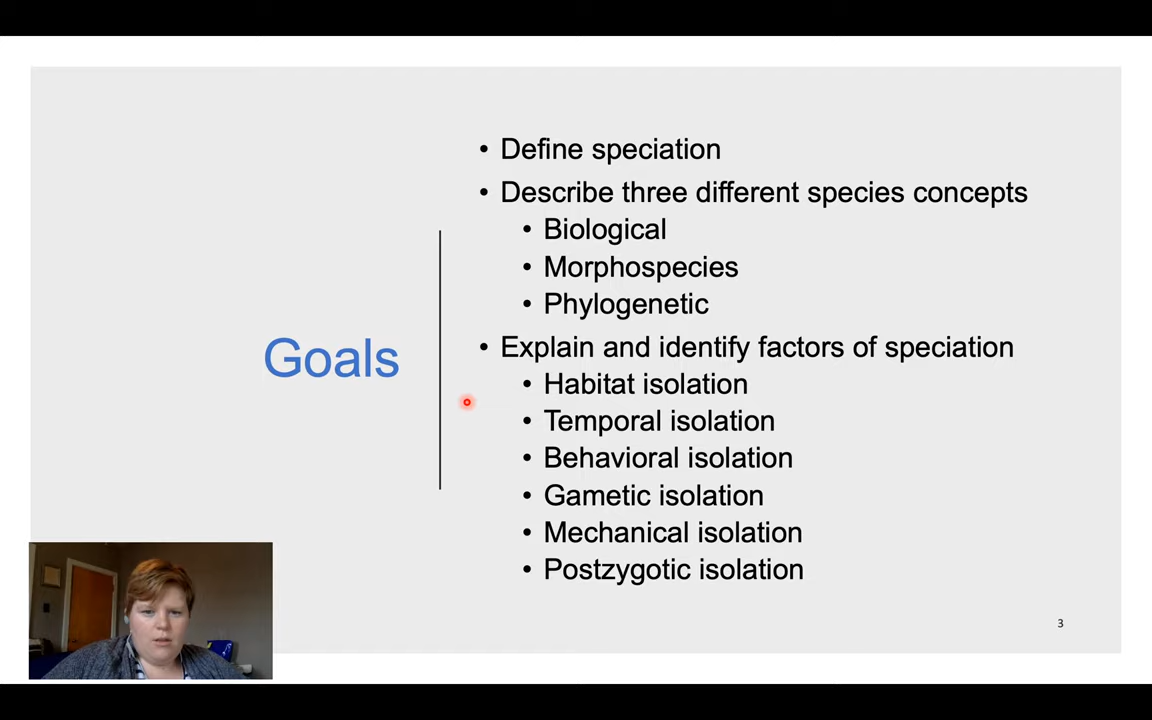 Goals
• Define speciation
• Describe three different species concepts
• Biological
• Morphospecies
• Phylogenetic
• Explain and identify factors of speciation
• Habitat isolation
• Temporal isolation
• Behavioral isolation
• Gametic isolation
• Mechanical isolation
• Postzygotic isolation
3